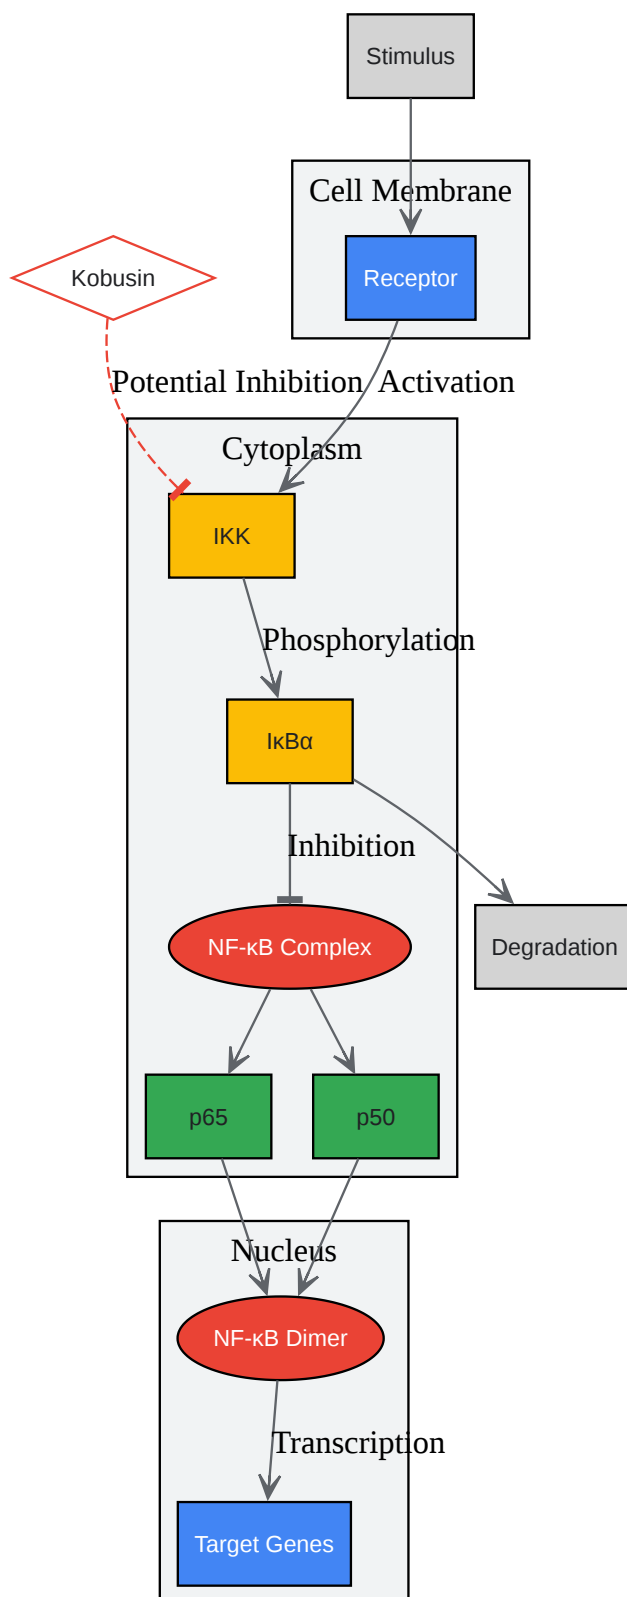 Stimulus
Cell Membrane
Receptor
Kobusin
Potential Inhibition
Activation
Cytoplasm
IKK
Phosphorylation
IκBα
Inhibition
NF-κB Complex
Degradation
p65
p50
Nucleus
NF-κB Dimer
Transcription
Target Genes